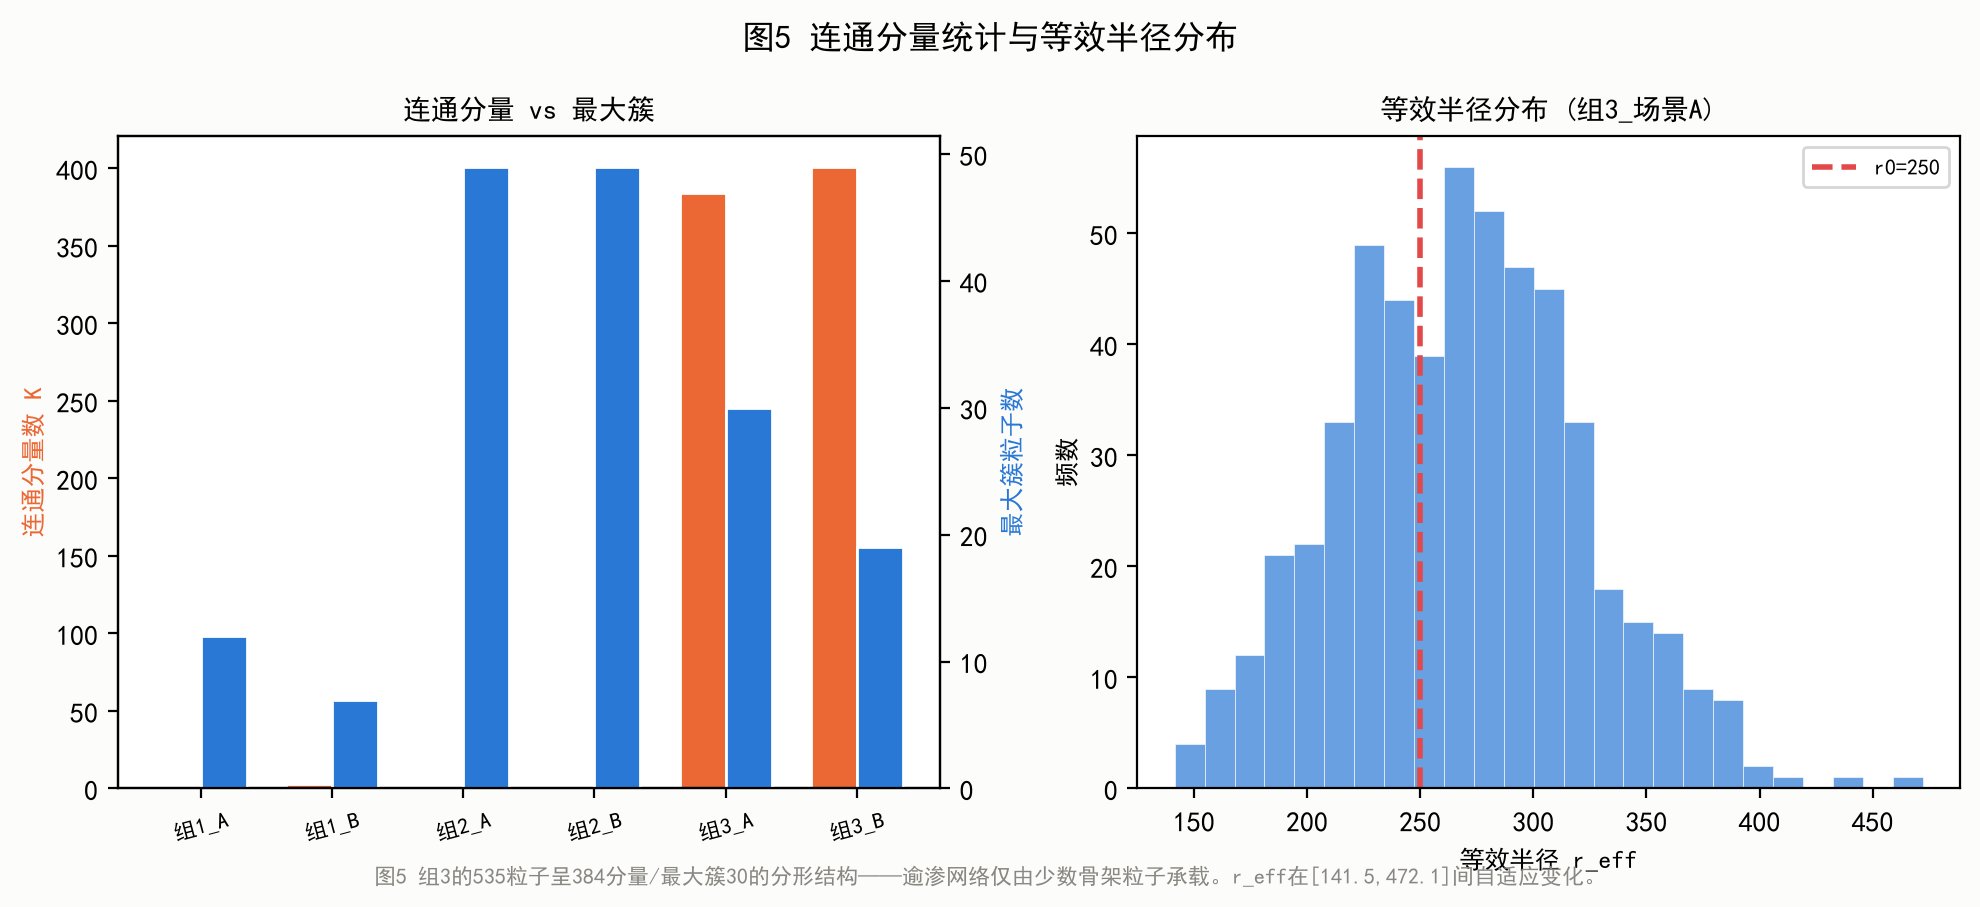 图5 连通分量统计与等效半径分布
连通分量 vs 最大簇
400
350
300
250
200
150
100
50
0
连通分量数 K
50
40
30
20
10
0
最大簇粒子数
组1_A
组1_B
组2_A
组2_B
组3_A
组3_B
等效半径分布 (组3_场景A)
r0=250
50
40
30
20
10
0
频数
150
200
250
300
350
400
450
等效半径 r_eff
图5 组3的535粒子呈384分量/最大簇30的分形结构——逾渗网络仅由少数骨架粒子承载。r_eff在[141.5,472.1]间自适应变化。